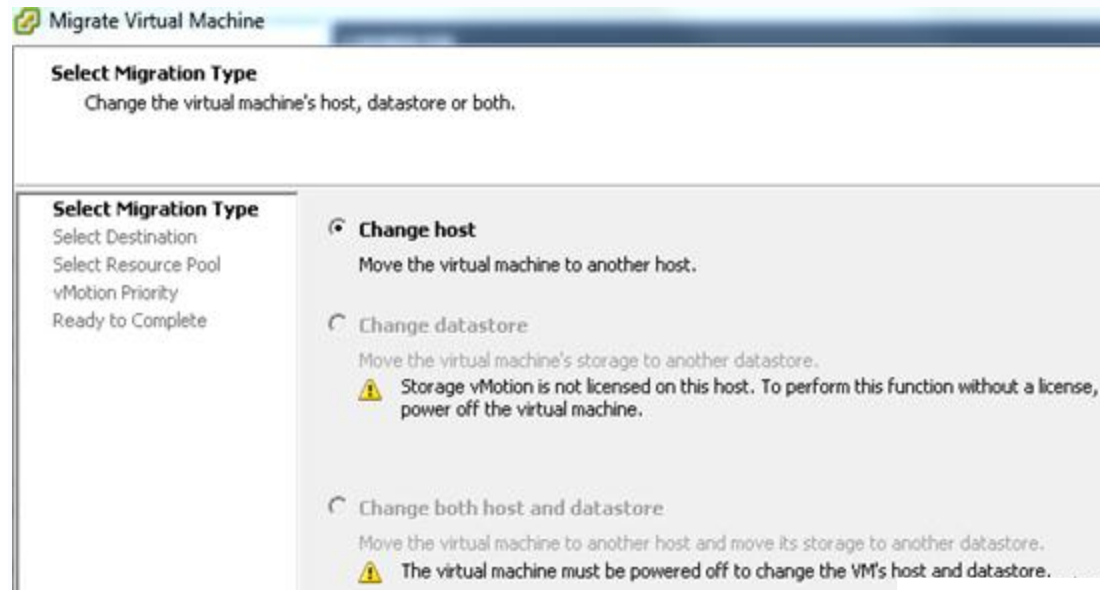 Migrate Virtual Machine
Select Migration Type
Change the virtual machine's host, datastore or both.
Select Migration Type
Select Destination
Select Resource Pool
vMotion Priority
Ready to Complete
Change host
Move the virtual machine to another host.
Change datastore
Move the virtual machine's storage to another datastore.
Storage vMotion is not licensed on this host. To perform this function without a license,
power off the virtual machine.
Change both host and datastore
Move the virtual machine to another host and move its storage to another datastore.
The virtual machine must be powered off to change the VM's host and datastore.